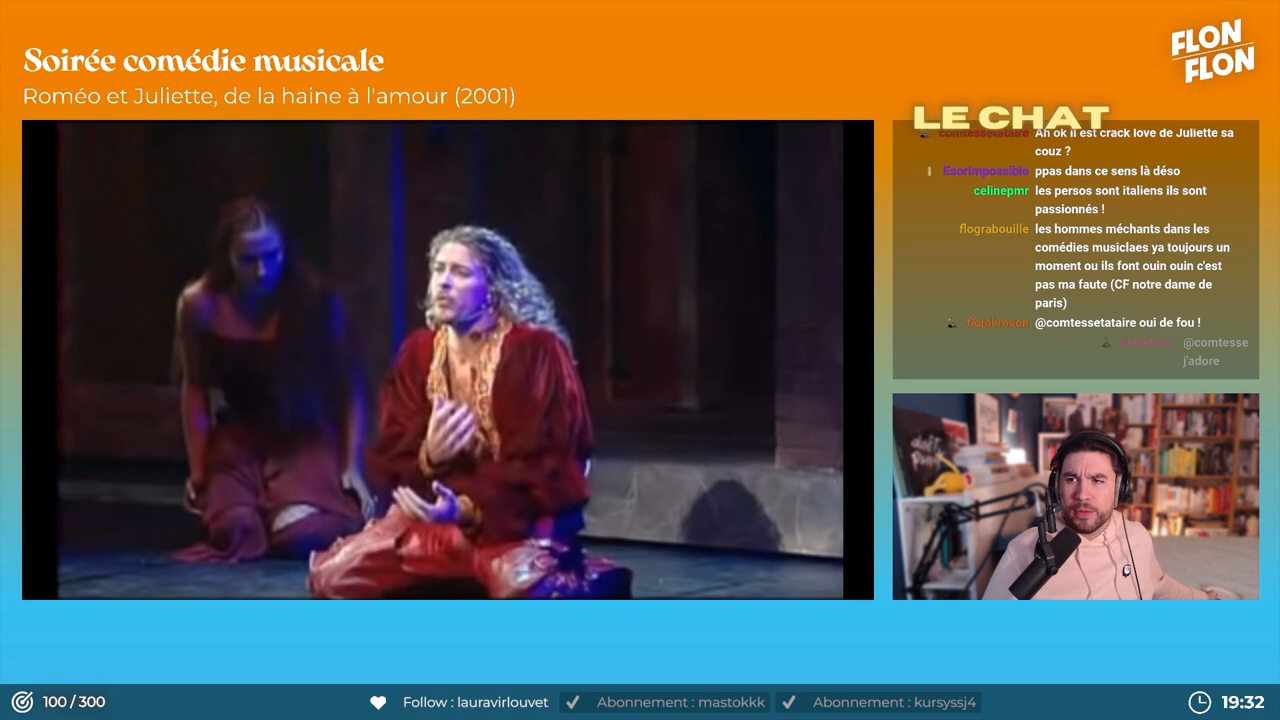 Soirée comédie musicale
Roméo et Juliette, de la haine à l'amour (2001)
FLON
FLON
LE CHAT
comtessetataire Ah ok il est crack love de Juliette sa
couz ?
EsorImpossible ppas dans ce sens là déso
celinepmr les persos sont italiens ils sont
passionnés !
flograbouille les hommes méchants dans les
comédies musiclaes ya toujours un
moment ou ils font ouin ouin c'est
pas ma faute (CF notre dame de
paris)
flojohnson @comtessetataire oui de fou !
@comtesse
j'adore
100 / 300
Follow : lauravirlouvet
Abonnement : mastokkk
Abonnement : kursyssj4
19:32